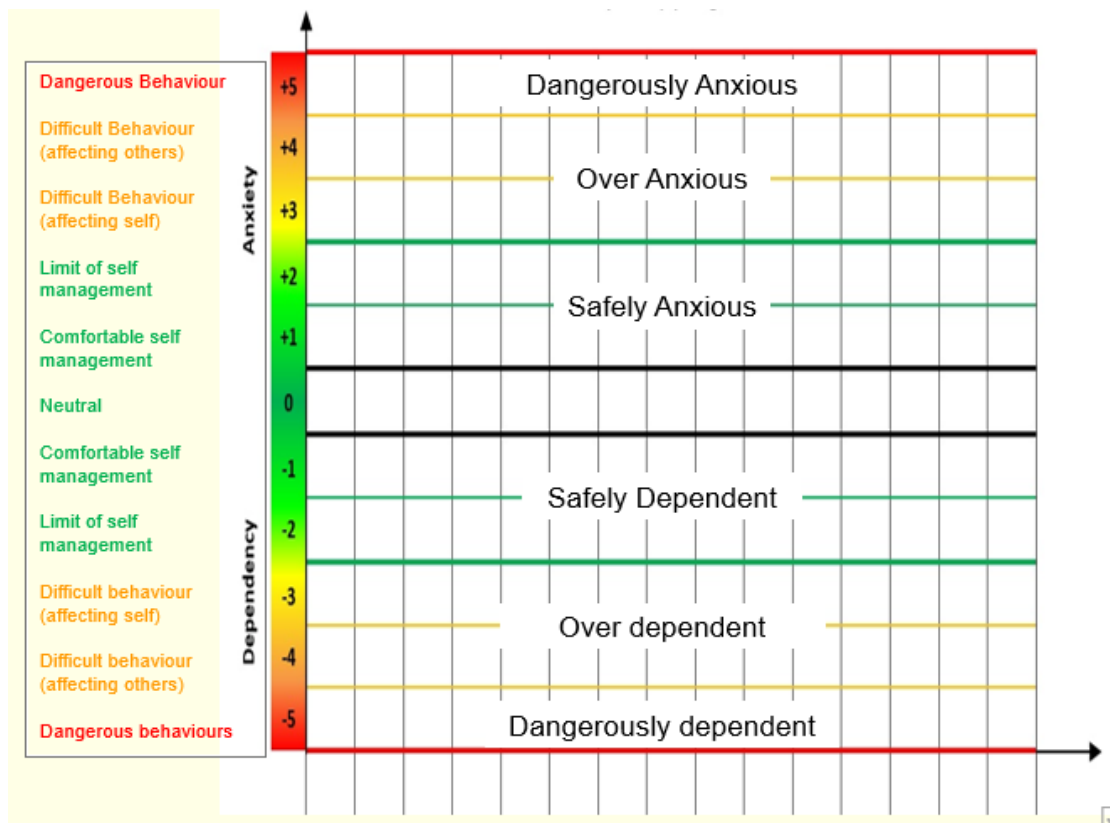 Dangerous Behaviour
Difficult Behaviour
(affecting others)
Difficult Behaviour
(affecting self)
Limit of self
management
Comfortable self
management
Neutral
Comfortable self
management
Limit of self
management
Difficult behaviour
(affecting self)
Difficult behaviour
(affecting others)
Dangerous behaviours
Anxiety
Dependency
+5
+4
+3
+2
+1
0
-1
-2
-3
-4
-5
Dangerously Anxious
Over Anxious
Safely Anxious
Safely Dependent
Over dependent
Dangerously dependent